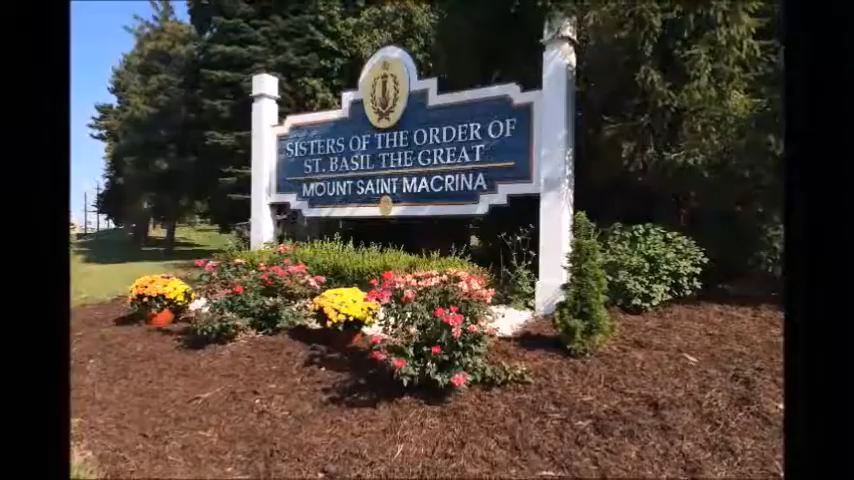 SISTERS OF THE ORDER OF
ST. BASIL THE GREAT
MOUNT SAINT MACRINA